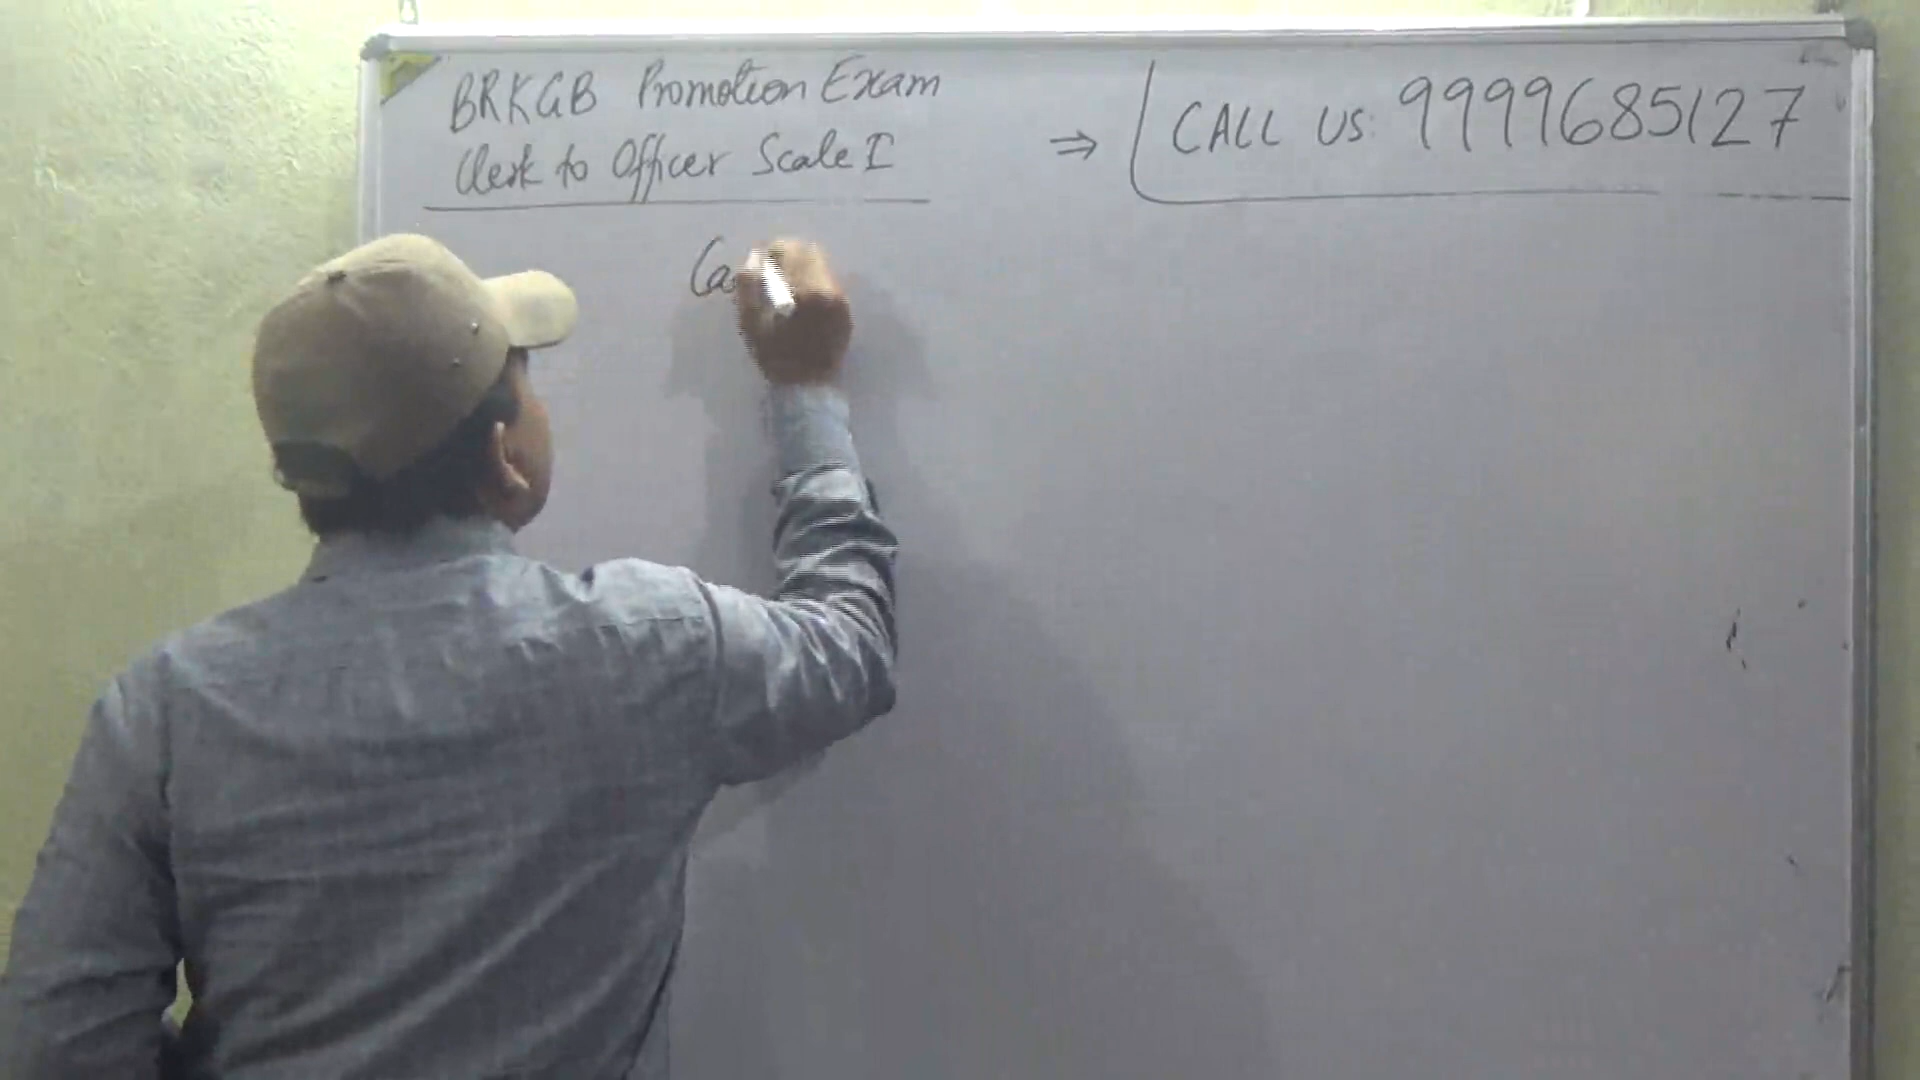 BRKGB Promotion Exam
Clerk to Officer Scale I
⇒ CALL US: 9999685127
Ca